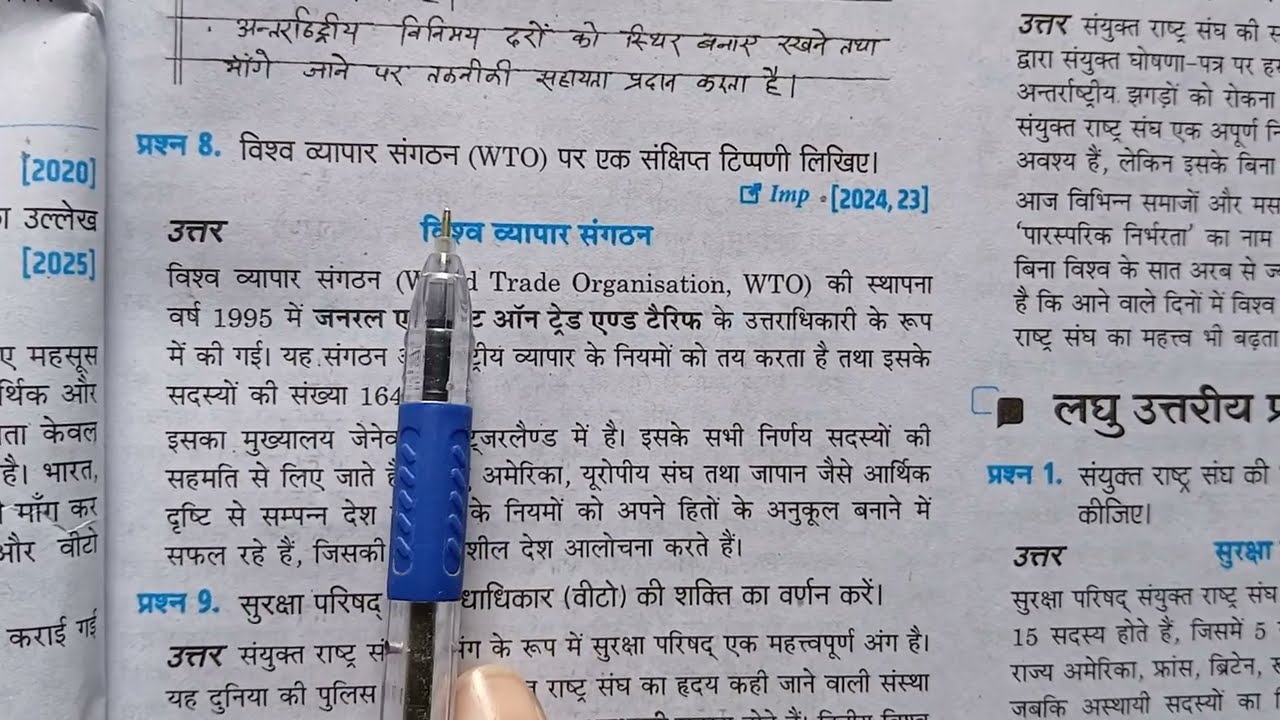 अन्तर्राष्ट्रीय विनिमय दरों को स्थिर बनाए रखने तथा
माँगे जाने पर तकनीकी सहायता प्रदान करता है।
प्रश्न 8. विश्व व्यापार संगठन (WTO) पर एक संक्षिप्त टिप्पणी लिखिए।
Imp [2024, 23]
उत्तर विश्व व्यापार संगठन
विश्व व्यापार संगठन (W d Trade Organisation, WTO) की स्थापना
वर्ष 1995 में जनरल ट ऑन ट्रेड एण्ड टैरिफ के उत्तराधिकारी के रूप
में की गई। यह संगठन ट्रीय व्यापार के नियमों को तय करता है तथा इसके
सदस्यों की संख्या 164
इसका मुख्यालय में है। इसके सभी निर्णय सदस्यों की
सहमति से लिए जाते अमेरिका, यूरोपीय संघ तथा जापान जैसे आर्थिक
दृष्टि से सम्पन्न देश के नियमों को अपने हितों के अनुकूल बनाने में
सफल रहे हैं, जिसकी शील देश आलोचना करते हैं।
प्रश्न 9. सुरक्षा परिषद् धाधिकार (वीटो) की शक्ति का वर्णन करें।
उत्तर संयुक्त राष्ट्र के रूप में सुरक्षा परिषद् एक महत्त्वपूर्ण अंग है।
यह दुनिया की पुलिस राष्ट्र संघ का हृदय कही जाने वाली संस्था
[2020]
उल्लेख
[2025]
ए महसूस
र्थिक और
ता केवल
है। भारत,
माँग कर
और वीटो
कराई गई
उत्तर संयुक्त राष्ट्र संघ की
द्वारा संयुक्त घोषणा-पत्र पर
अन्तर्राष्ट्रीय झगड़ों को रोकना
संयुक्त राष्ट्र संघ एक अपूर्ण
अवश्य हैं, लेकिन इसके बिना
आज विभिन्न समाजों और
'पारस्परिक निर्भरता' का नाम
बिना विश्व के सात अरब से
है कि आने वाले दिनों में विश्व
राष्ट्र संघ का महत्त्व भी बढ़ता
लघु उत्तरीय प्र
प्रश्न 1. संयुक्त राष्ट्र संघ की
कीजिए।
उत्तर सुरक्षा
सुरक्षा परिषद् संयुक्त राष्ट्र संघ
15 सदस्य होते हैं, जिसमें 5
राज्य अमेरिका, फ्रांस, ब्रिटेन,
जबकि अस्थायी सदस्यों का